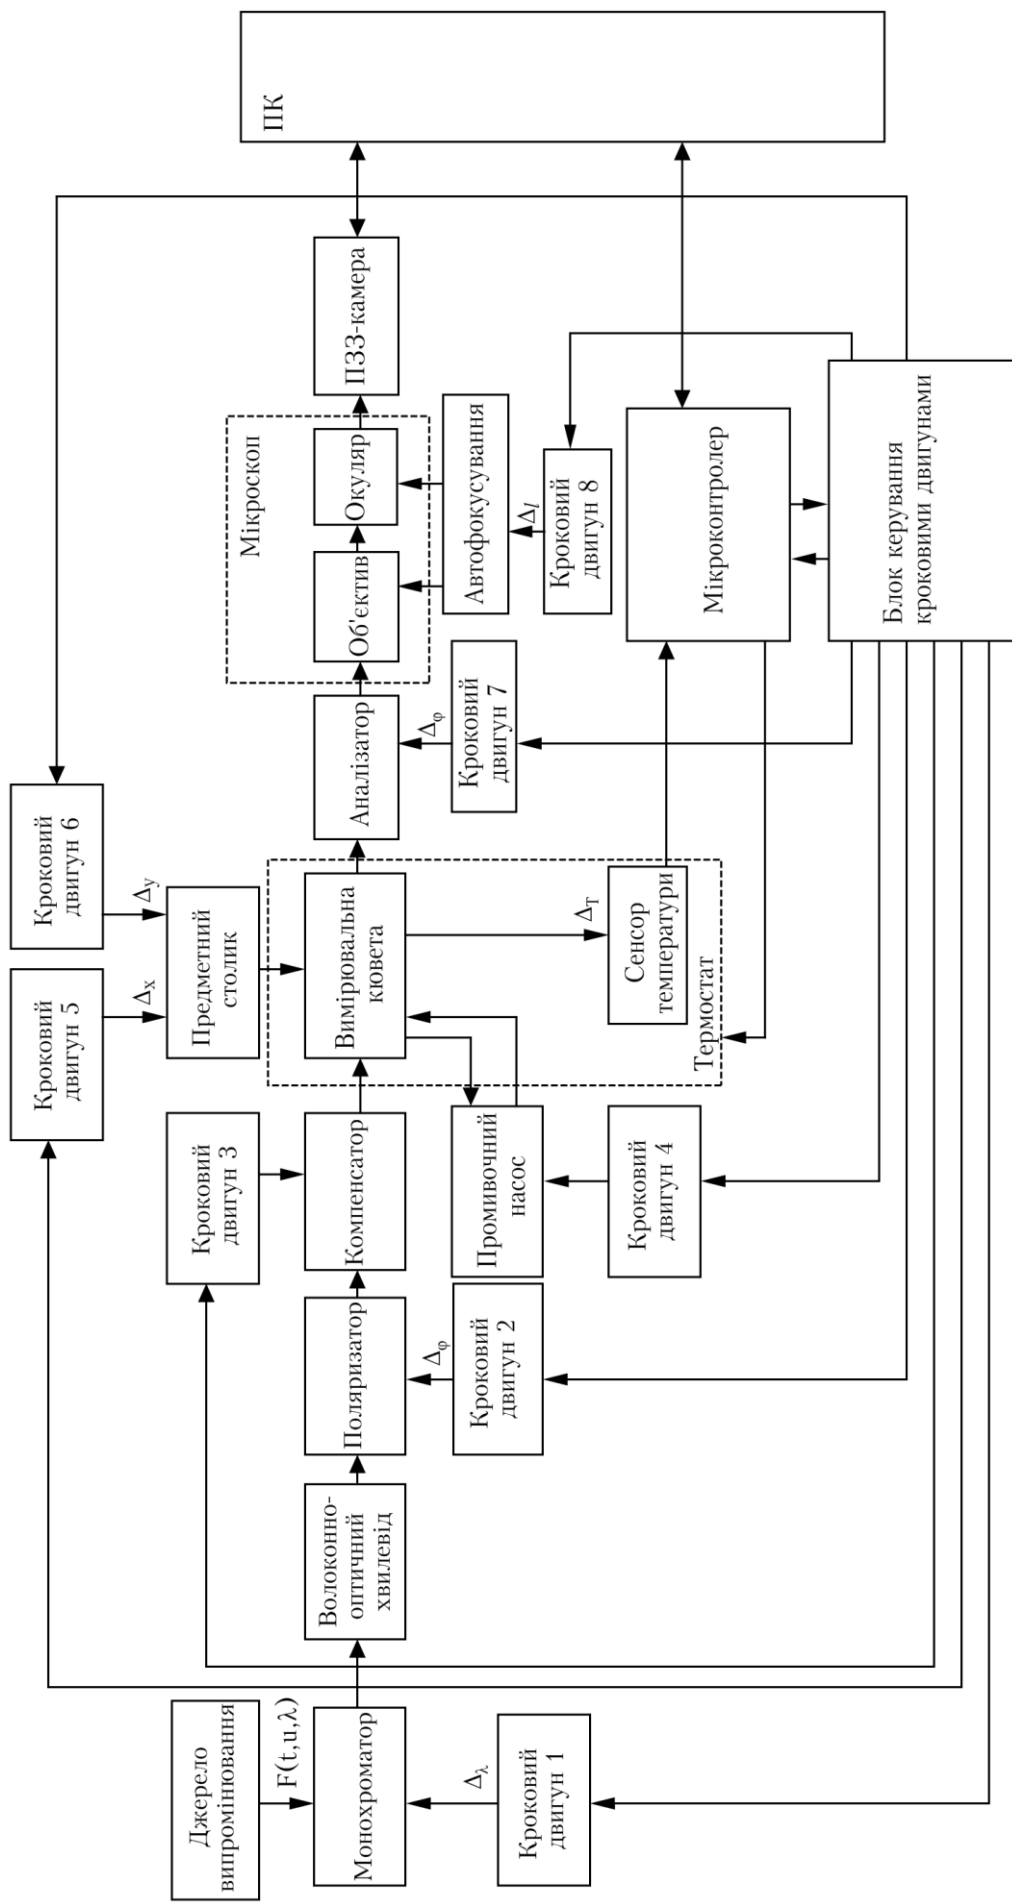 Джерело
випромінювання
F(t,u,λ)
Монохроматор
Δλ
Кроковий
двигун 1
Волоконно-
оптичний
хвилевід
Поляризатор
Δφ
Кроковий
двигун 2
Кроковий
двигун 3
Компенсатор
Промивочний
насос
Кроковий
двигун 4
Кроковий
двигун 5
Δx
Кроковий
двигун 6
Δy
Предметний
столик
Вимірювальна
кювета
ΔT
Сенсор
температури
Термостат
Аналізатор
Δφ
Кроковий
двигун 7
Мікроскоп
Об'єктив
Окуляр
Автофокусування
Δl
Кроковий
двигун 8
ПЗЗ-камера
Мікроконтролер
Блок керування
кроковими двигунами
ПК